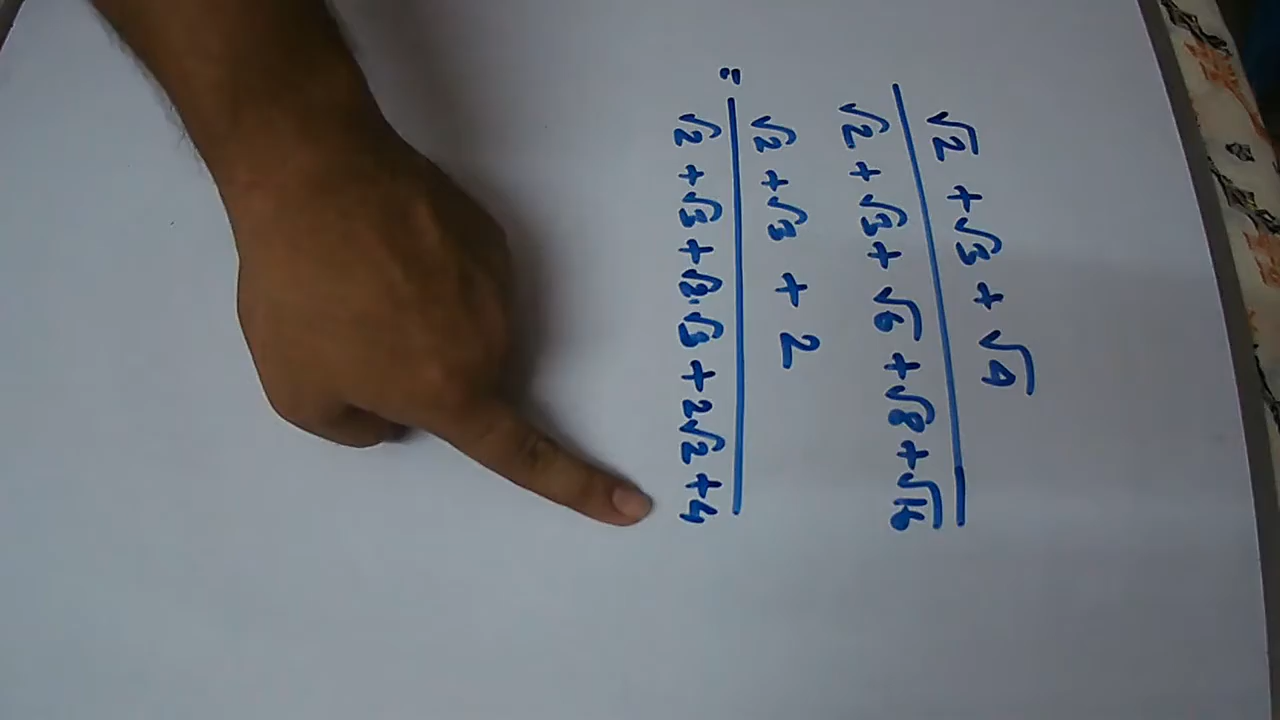 √2 + √3 + √4
√2 + √3 + √6 + √8 + √16
=
√2 + √3 + 2
√2 + √3 + √2·√3 + 2√2 + 4